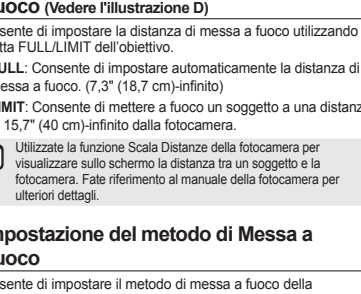 UOCO (Vedere l'illustrazione D)
sente di impostare la distanza di messa a fuoco utilizzando
tta FULL/LIMIT dell'obiettivo.
ULL: Consente di impostare automaticamente la distanza di
essa a fuoco. (7,3" (18,7 cm)-infinito)
IMIT: Consente di mettere a fuoco un soggetto a una distanz
15,7" (40 cm)-infinito dalla fotocamera.
Utilizzate la funzione Scala Distanze della fotocamera per
visualizzare sullo schermo la distanza tra un soggetto e la
fotocamera. Fate riferimento al manuale della fotocamera per
ulteriori dettagli.
mpostazione del metodo di Messa a
uoco
sente di impostare il metodo di messa a fuoco della